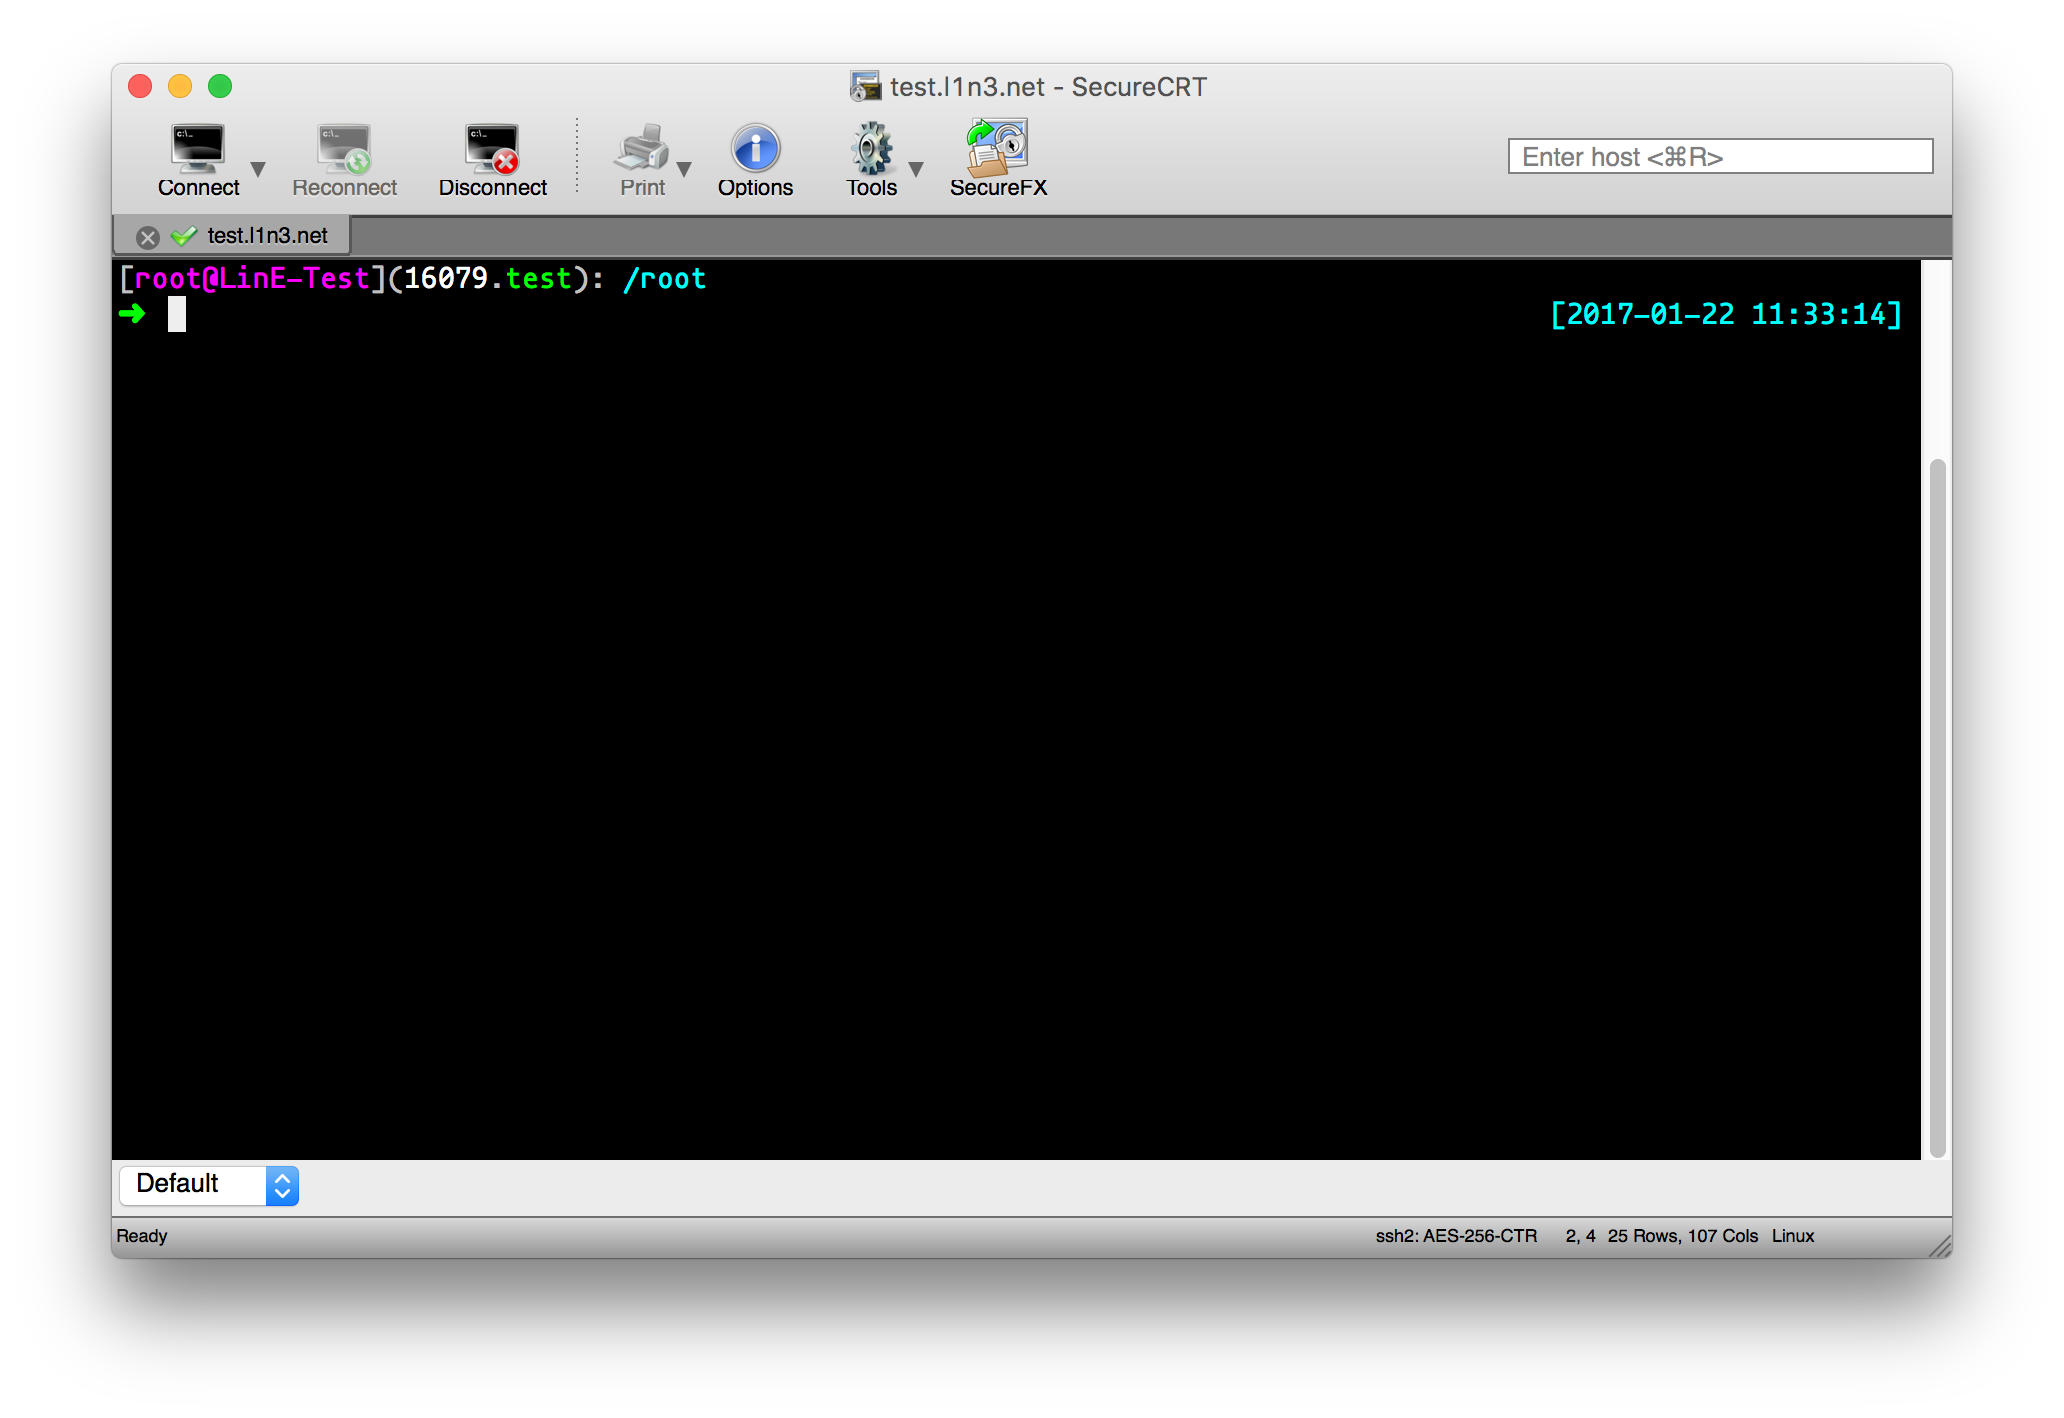 test.l1n3.net - SecureCRT
Connect Reconnect Disconnect Print Options Tools SecureFX
Enter host <⌘R>
test.l1n3.net
[root@LinE-Test](16079.test): /root
➜ [2017-01-22 11:33:14]
Default
Ready ssh2: AES-256-CTR 2, 4 25 Rows, 107 Cols Linux